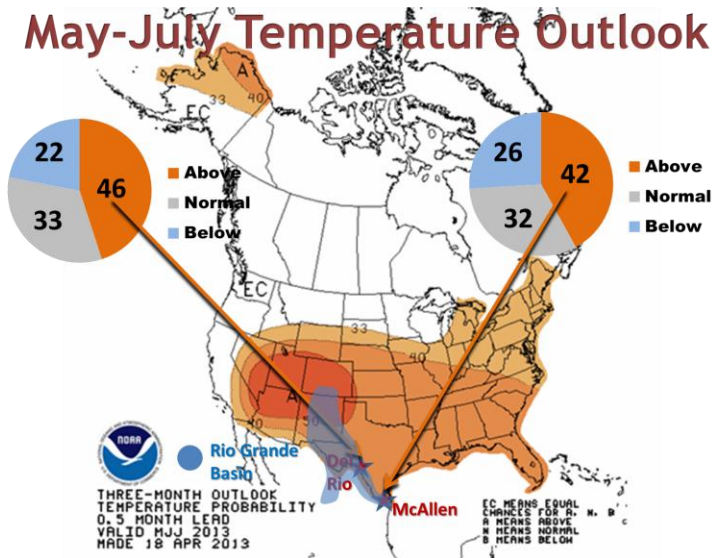 May-July Temperature Outlook
A
33
40
EC
22
46
33
Above
Normal
Below
26
42
32
Above
Normal
Below
EC
33
40
A
50
40
NOAA
Rio Grande
Basin
Del
Rio
McAllen
THREE-MONTH OUTLOOK
TEMPERATURE PROBABILITY
0.5 MONTH LEAD
VALID MJJ 2013
MADE 18 APR 2013
EC MEANS EQUAL
CHANCES FOR A, N, B
A MEANS ABOVE
N MEANS NORMAL
B MEANS BELOW